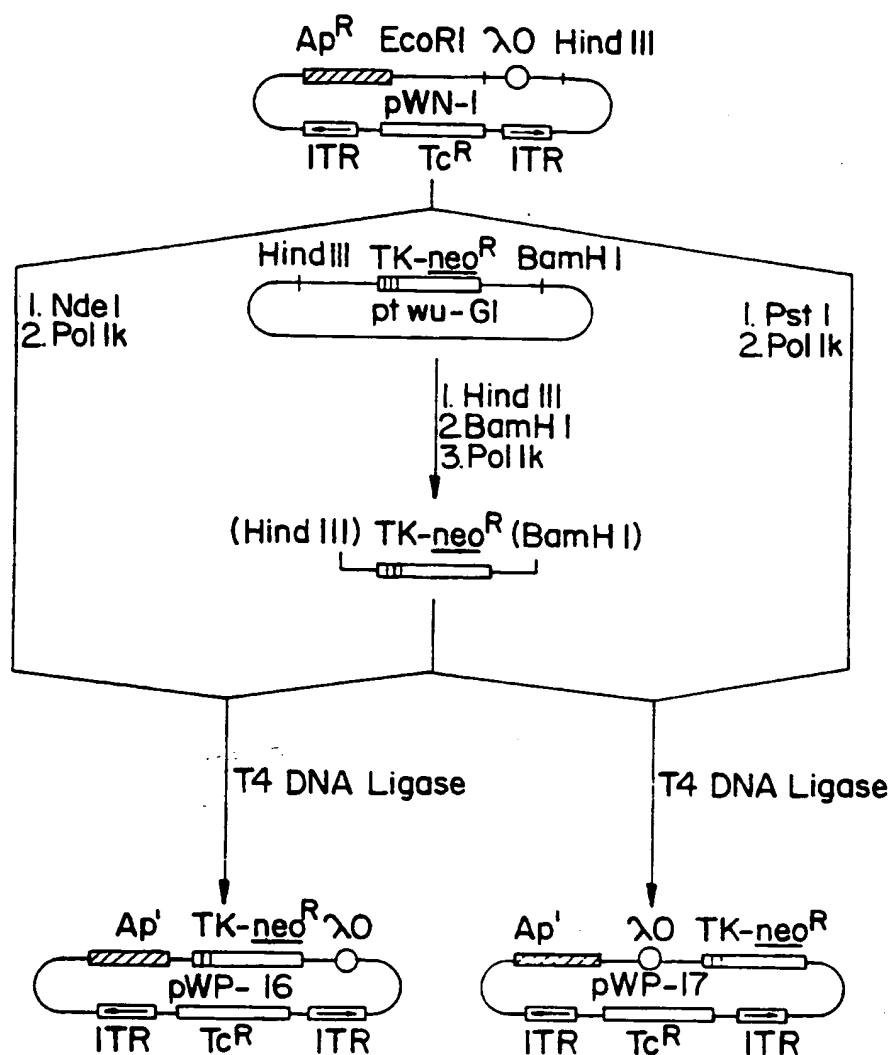 Ap^R EcoRI λO Hind III
pWN-1
ITR Tc^R ITR
Hind III TK-neo^R BamH I
pt wu-G1
1. Nde I
2. Pol Ik
1. Pst I
2. Pol Ik
1. Hind III
2. BamH I
3. Pol Ik
(Hind III) TK-neo^R (BamH I)
T4 DNA Ligase
T4 DNA Ligase
Ap' TK-neo^R λO
pWP-16
ITR Tc^R ITR
Ap' λO TK-neo^R
pWP-17
ITR Tc^R ITR